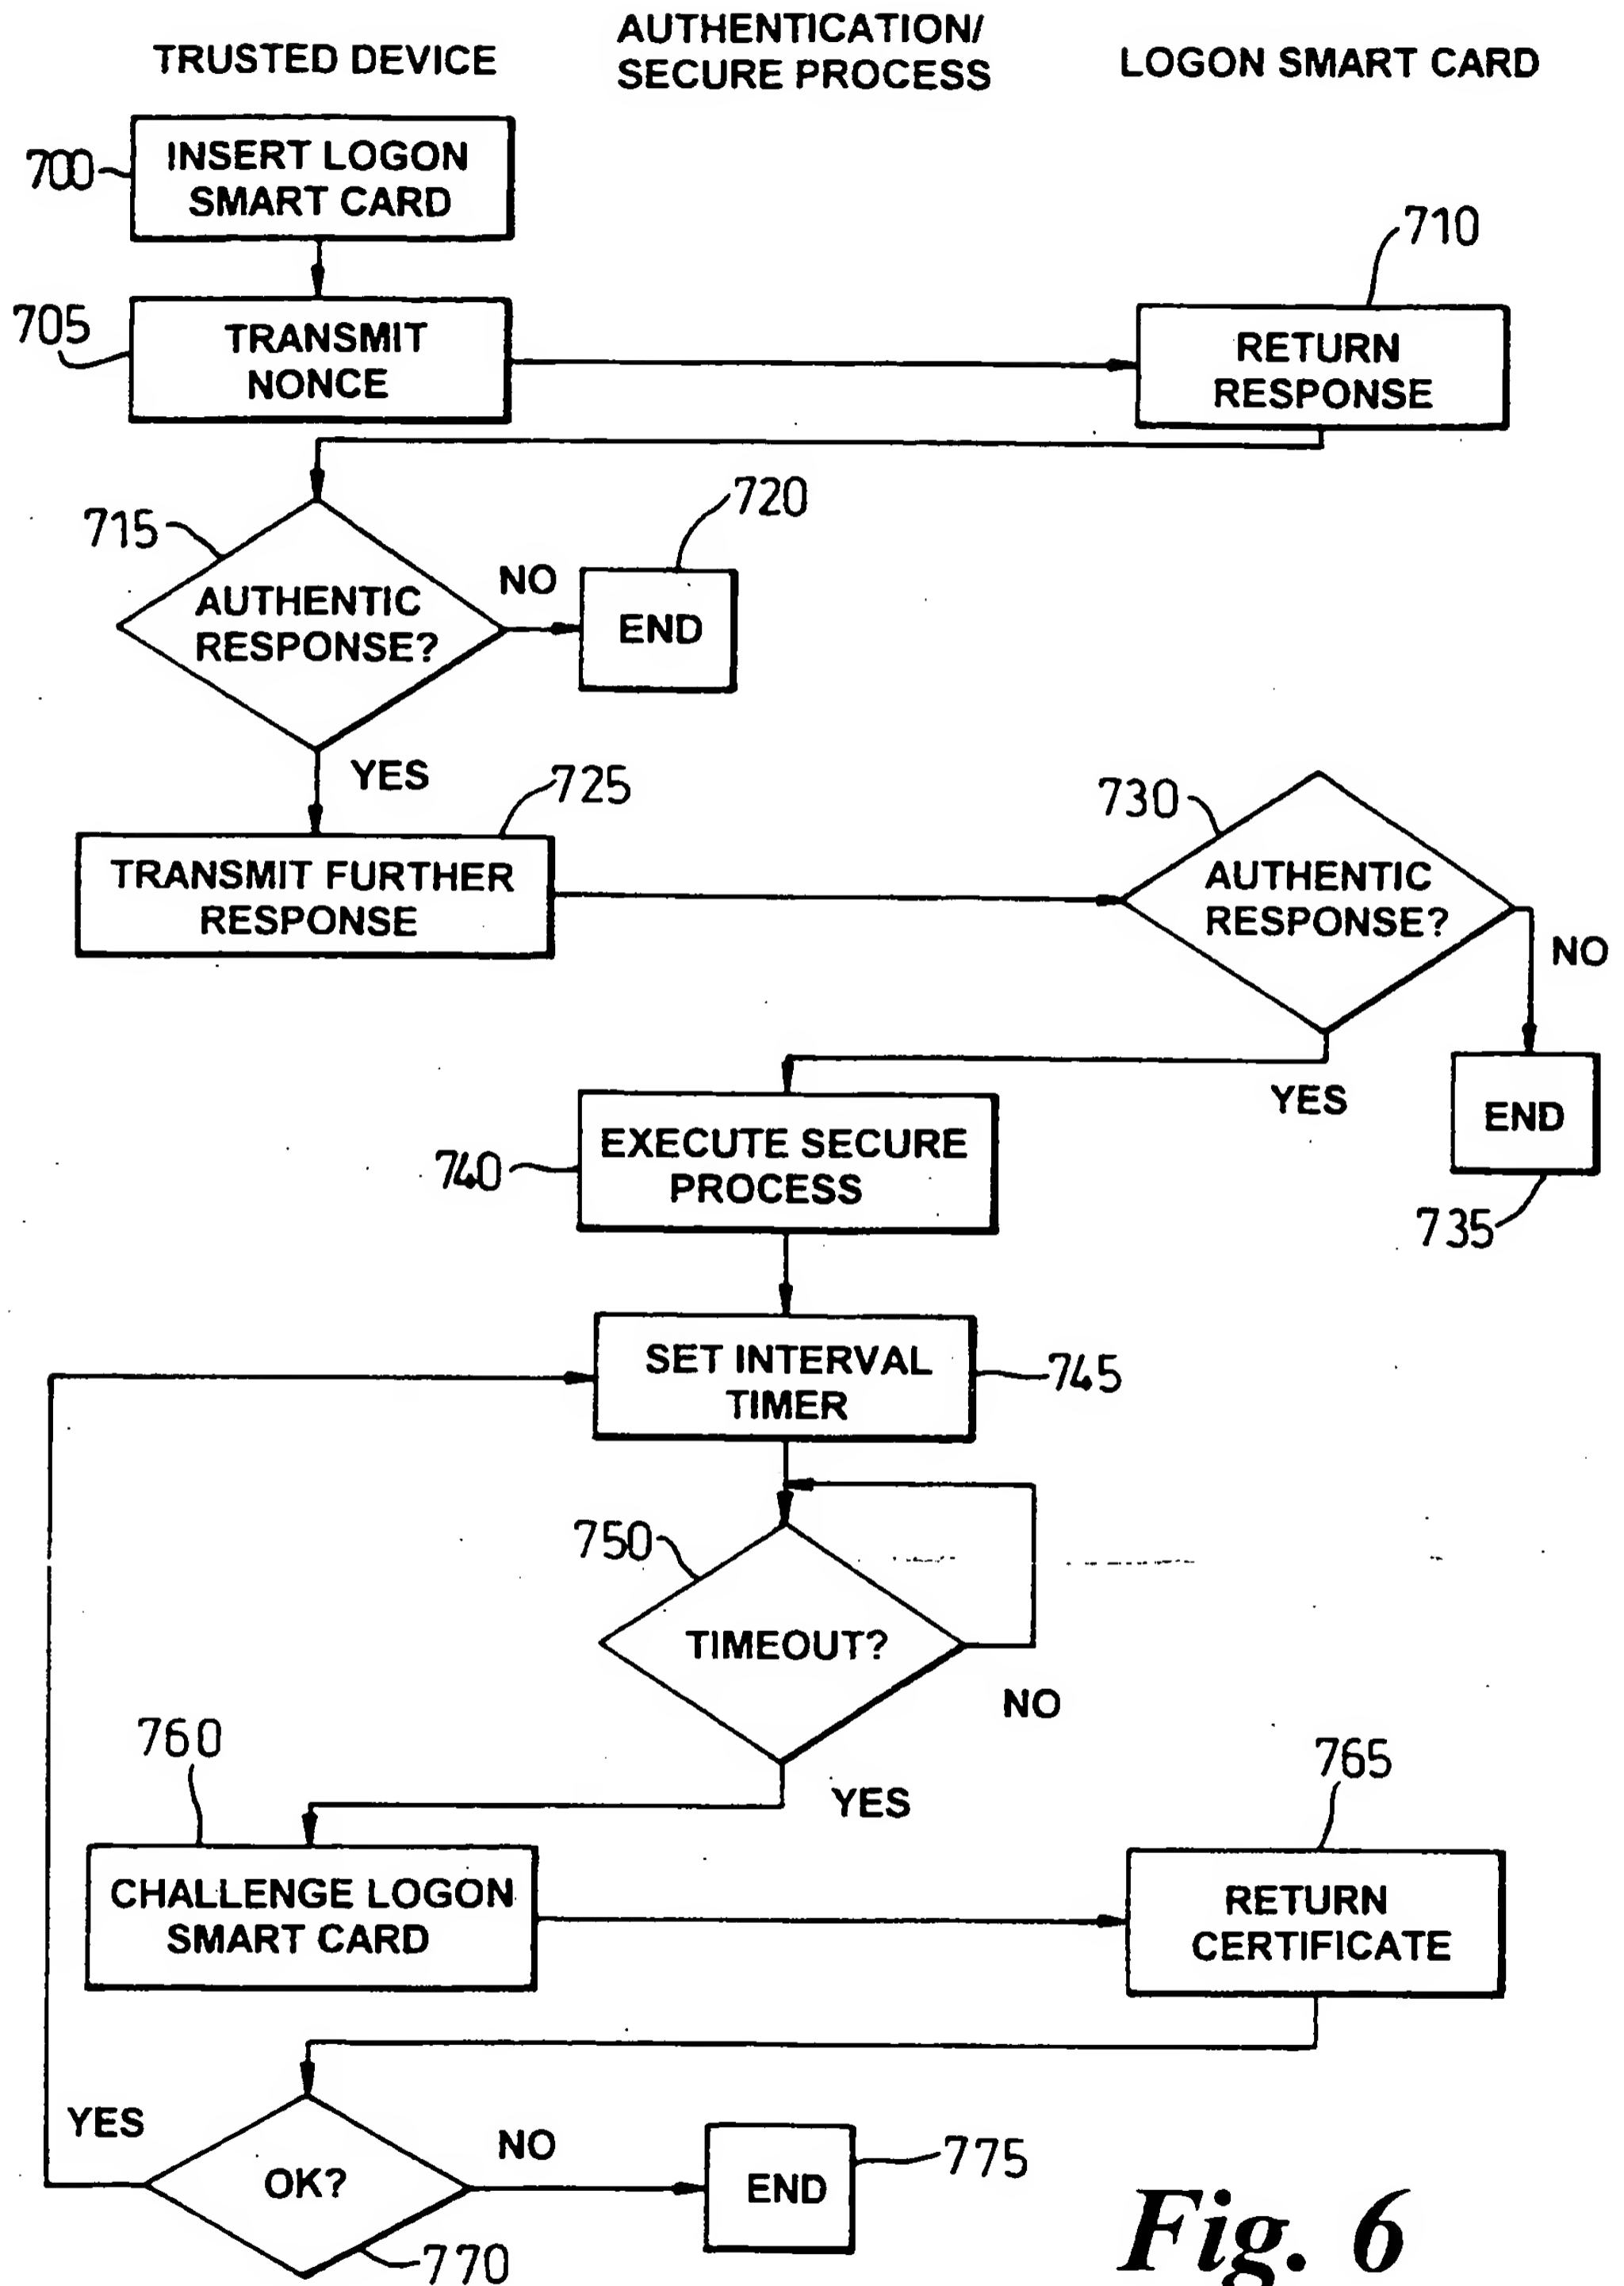 TRUSTED DEVICE
AUTHENTICATION/
SECURE PROCESS
LOGON SMART CARD
700
INSERT LOGON
SMART CARD
710
705
TRANSMIT
NONCE
RETURN
RESPONSE
715
720
AUTHENTIC
RESPONSE?
NO
END
YES
725
730
TRANSMIT FURTHER
RESPONSE
AUTHENTIC
RESPONSE?
NO
YES
END
735
740
EXECUTE SECURE
PROCESS
SET INTERVAL
TIMER
745
750
TIMEOUT?
NO
YES
760
765
CHALLENGE LOGON
SMART CARD
RETURN
CERTIFICATE
YES
OK?
NO
END
775
770
Fig. 6